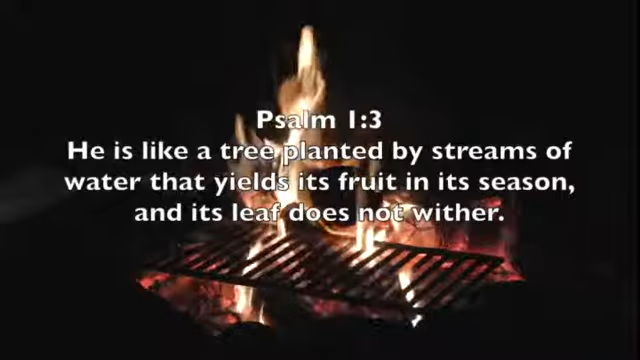 Psalm 1:3
He is like a tree planted by streams of
water that yields its fruit in its season,
and its leaf does not wither.